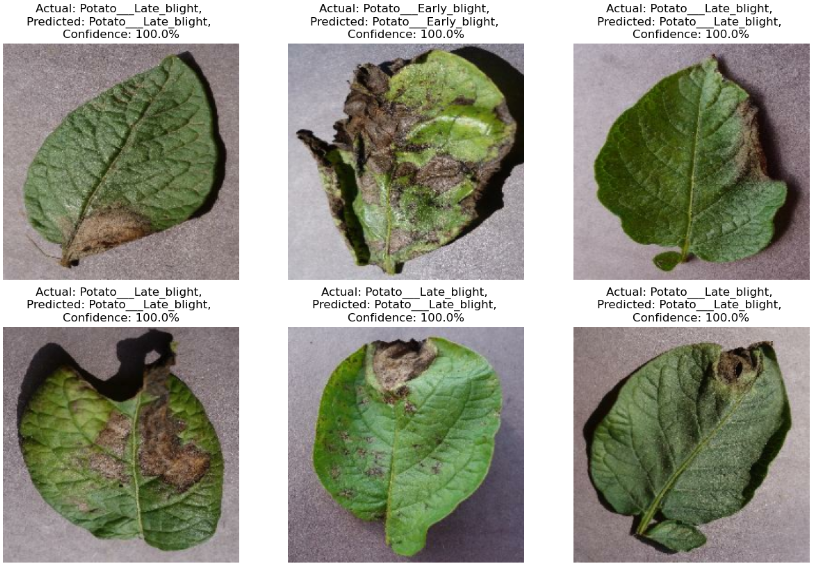 Actual: Potato___Late_blight,
Predicted: Potato___Late_blight,
Confidence: 100.0%
Actual: Potato___Early_blight,
Predicted: Potato___Early_blight,
Confidence: 100.0%
Actual: Potato___Late_blight,
Predicted: Potato___Late_blight,
Confidence: 100.0%
Actual: Potato___Late_blight,
Predicted: Potato___Late_blight,
Confidence: 100.0%
Actual: Potato___Late_blight,
Predicted: Potato___Late_blight,
Confidence: 100.0%
Actual: Potato___Late_blight,
Predicted: Potato___Late_blight,
Confidence: 100.0%